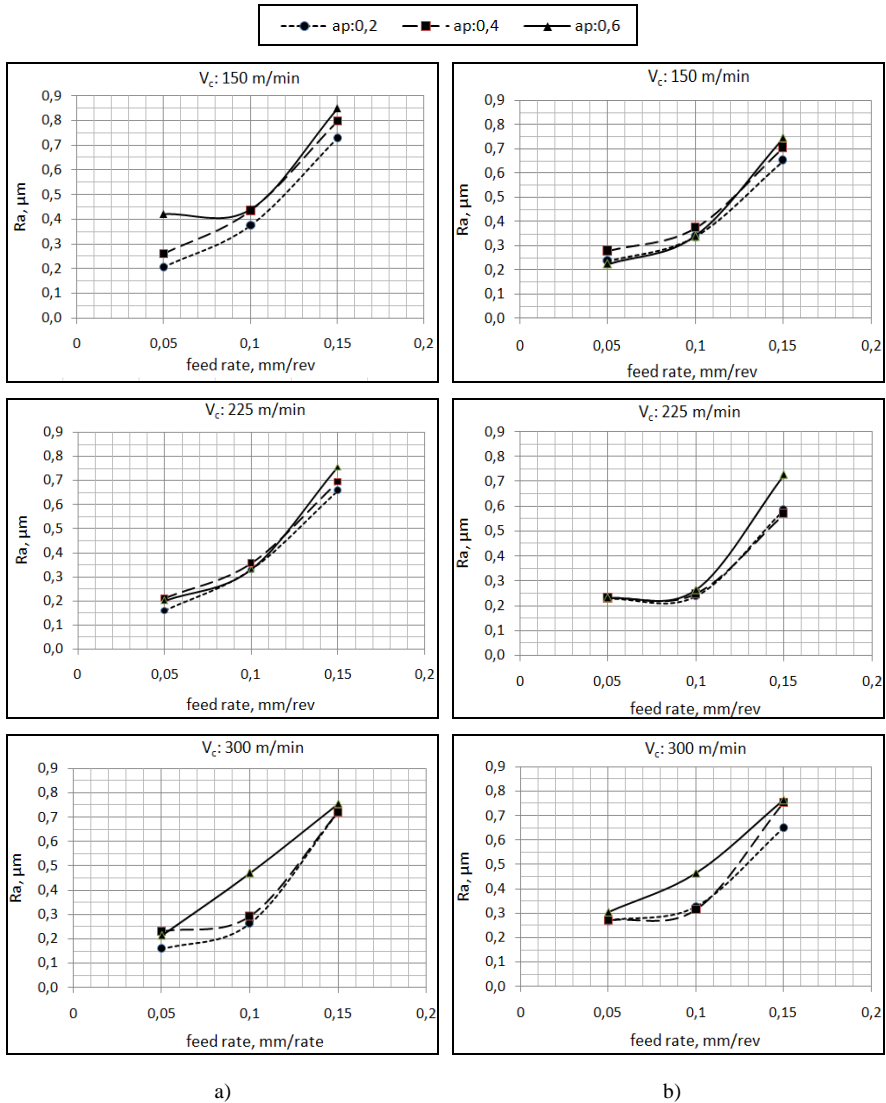 ap:0,2 ap:0,4 ap:0,6
Vc: 150 m/min
0,9
0,8
0,7
0,6
0,5
0,4
0,3
0,2
0,1
0,0
Ra, µm
0 0,05 0,1 0,15 0,2
feed rate, mm/rev
Vc: 150 m/min
0,9
0,8
0,7
0,6
0,5
0,4
0,3
0,2
0,1
0,0
Ra, µm
0 0,05 0,1 0,15 0,2
feed rate, mm/rev
Vc: 225 m/min
0,9
0,8
0,7
0,6
0,5
0,4
0,3
0,2
0,1
0,0
Ra, µm
0 0,05 0,1 0,15 0,2
feed rate, mm/rev
Vc: 225 m/min
0,9
0,8
0,7
0,6
0,5
0,4
0,3
0,2
0,1
0,0
Ra, µm
0 0,05 0,1 0,15 0,2
feed rate, mm/rev
Vc: 300 m/min
0,9
0,8
0,7
0,6
0,5
0,4
0,3
0,2
0,1
0,0
Ra, µm
0 0,05 0,1 0,15 0,2
feed rate, mm/rate
Vc: 300 m/min
0,9
0,8
0,7
0,6
0,5
0,4
0,3
0,2
0,1
0,0
Ra, µm
0 0,05 0,1 0,15 0,2
feed rate, mm/rev
a) b)